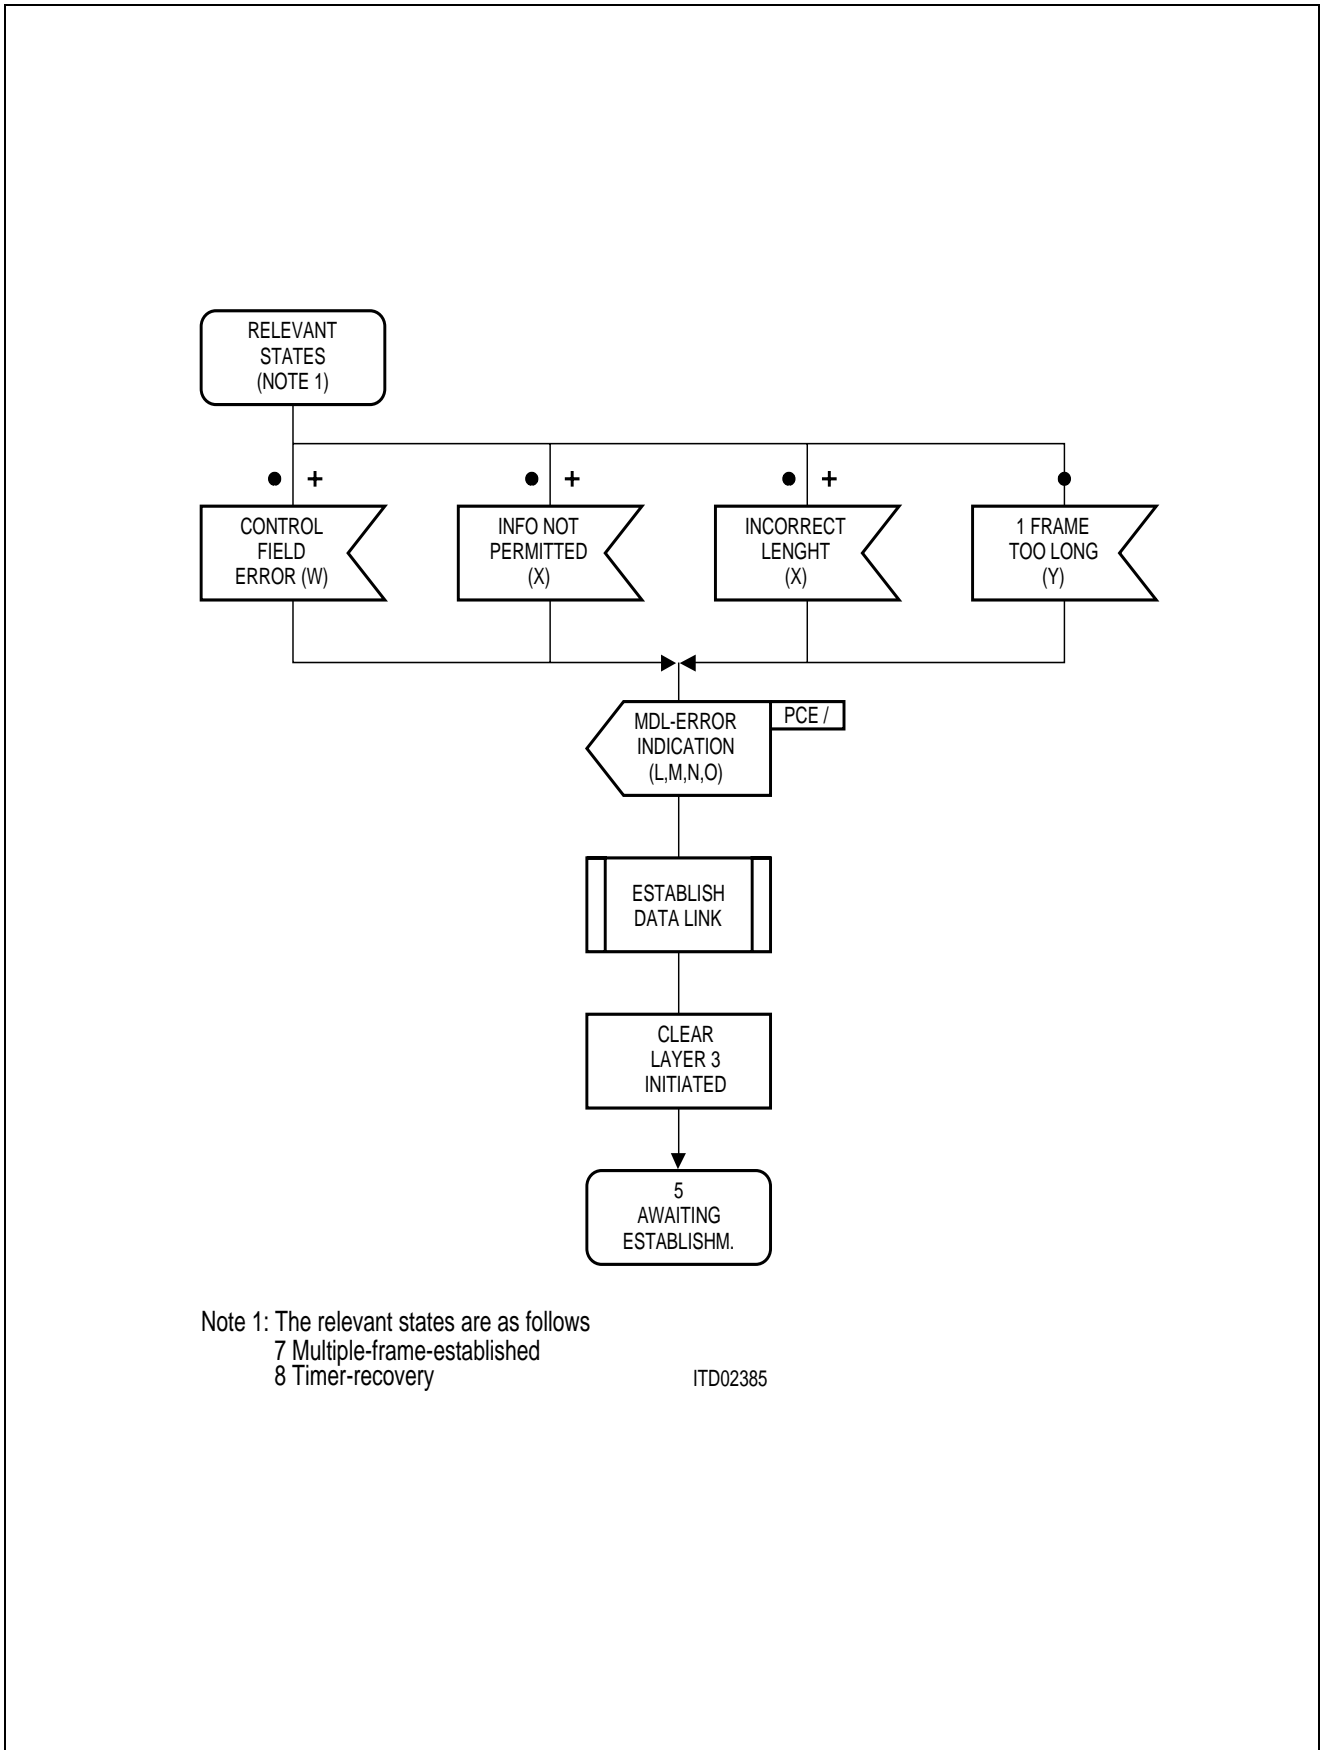 RELEVANT
STATES
(NOTE 1)
+
+
+
CONTROL
FIELD
ERROR (W)
INFO NOT
PERMITTED
(X)
INCORRECT
LENGHT
(X)
1 FRAME
TOO LONG
(Y)
MDL-ERROR
INDICATION
(L,M,N,O)
PCE /
ESTABLISH
DATA LINK
CLEAR
LAYER 3
INITIATED
5
AWAITING
ESTABLISHM.
Note 1: The relevant states are as follows
7 Multiple-frame-established
8 Timer-recovery
ITD02385